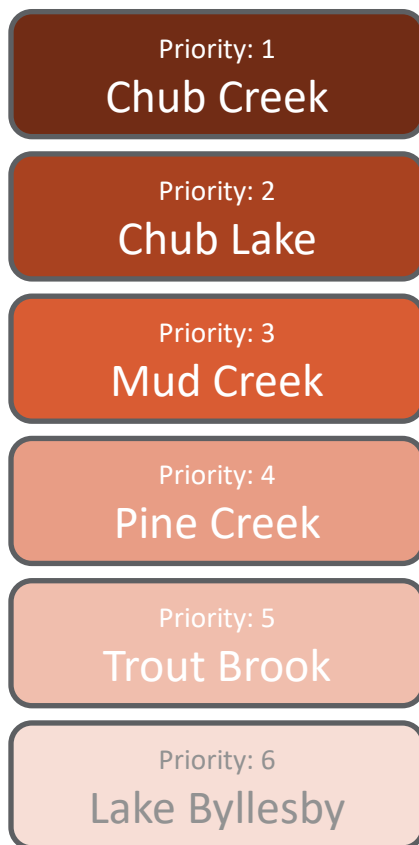 Priority: 1
Chub Creek
Priority: 2
Chub Lake
Priority: 3
Mud Creek
Priority: 4
Pine Creek
Priority: 5
Trout Brook
Priority: 6
Lake Byllesby